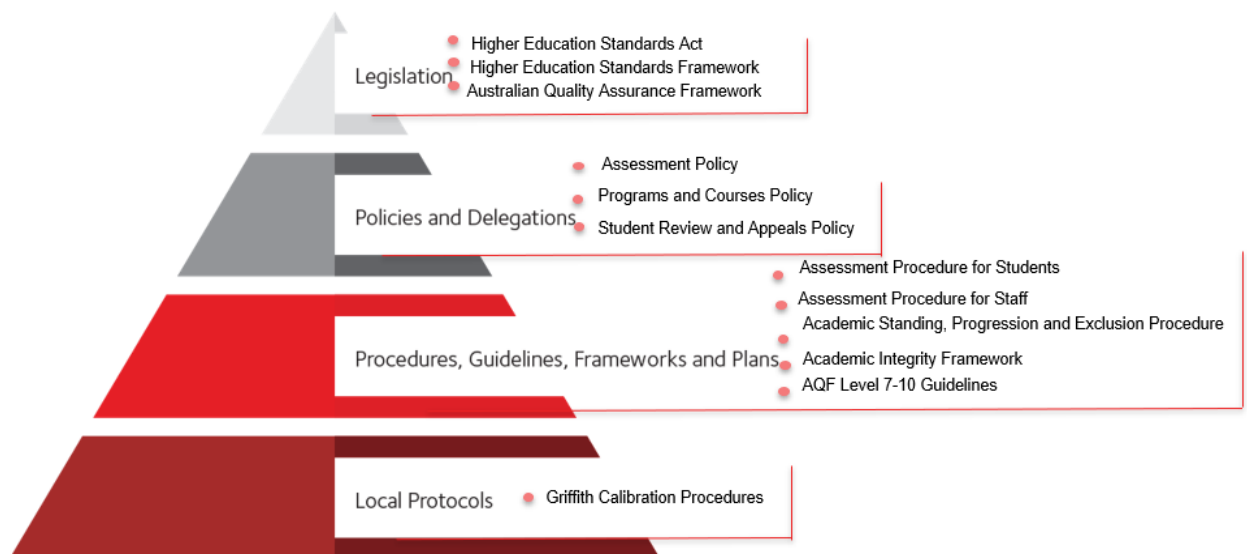 Legislation
Higher Education Standards Act
Higher Education Standards Framework
Australian Quality Assurance Framework
Policies and Delegations
Assessment Policy
Programs and Courses Policy
Student Review and Appeals Policy
Procedures, Guidelines, Frameworks and Plans
Assessment Procedure for Students
Assessment Procedure for Staff
Academic Standing, Progression and Exclusion Procedure
Academic Integrity Framework
AQF Level 7-10 Guidelines
Local Protocols
Griffith Calibration Procedures